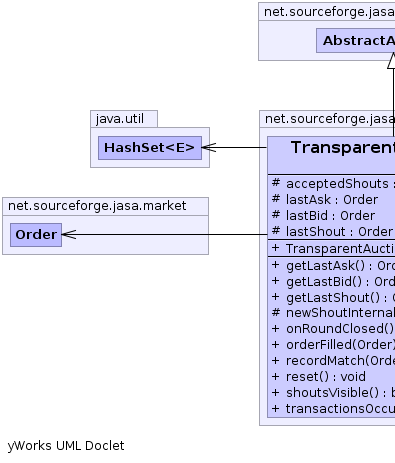 net.sourceforge.jasa
AbstractA
java.util
HashSet<E>
net.sourceforge.jasa.market
Order
net.sourceforge.jasa
Transparent
# acceptedShouts :
# lastAsk : Order
# lastBid : Order
# lastShout : Order
+ TransparentAucti
+ getLastAsk() : Ord
+ getLastBid() : Ord
+ getLastShout() : O
# newShoutInternal
+ onRoundClosed()
+ orderFilled(Order)
+ recordMatch(Orde
+ reset() : void
+ shoutsVisible() : b
+ transactionsOccu
yWorks UML Doclet